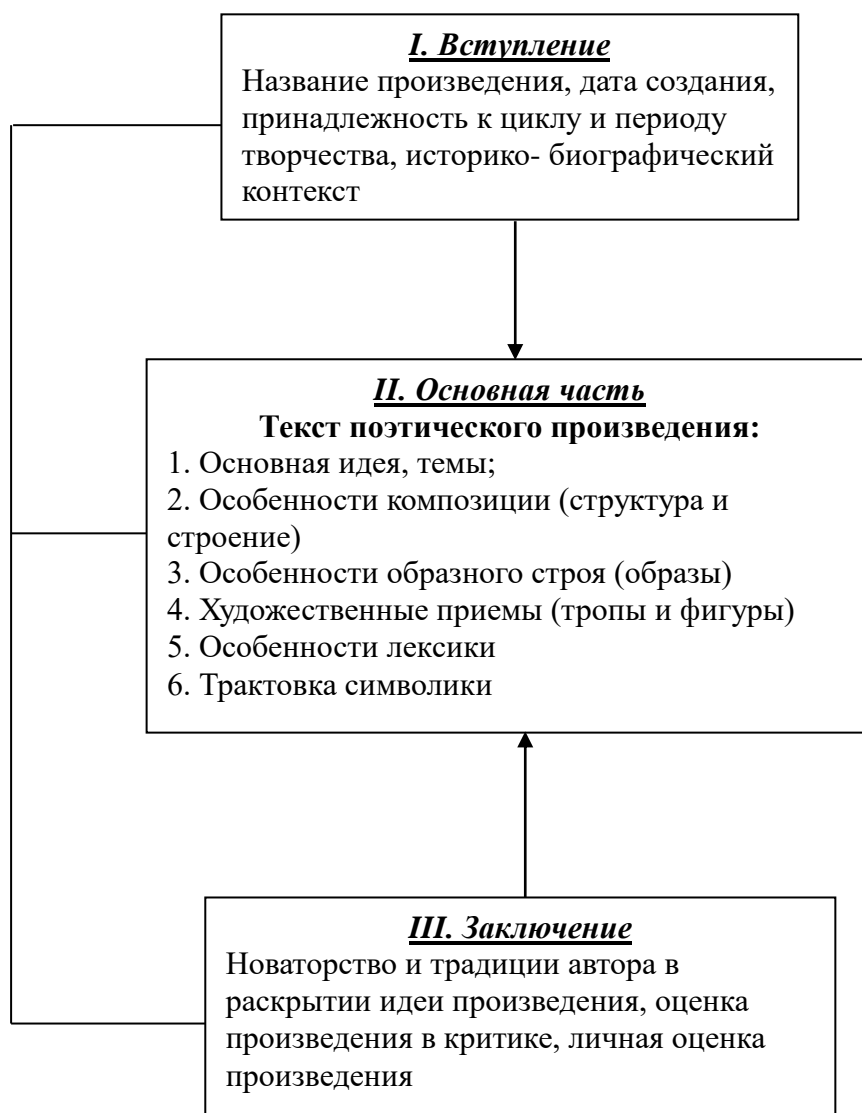 I. Вступление
Название произведения, дата создания,
принадлежность к циклу и периоду
творчества, историко- биографический
контекст
II. Основная часть
Текст поэтического произведения:
1. Основная идея, темы;
2. Особенности композиции (структура и
строение)
3. Особенности образного строя (образы)
4. Художественные приемы (тропы и фигуры)
5. Особенности лексики
6. Трактовка символики
III. Заключение
Новаторство и традиции автора в
раскрытии идеи произведения, оценка
произведения в критике, личная оценка
произведения